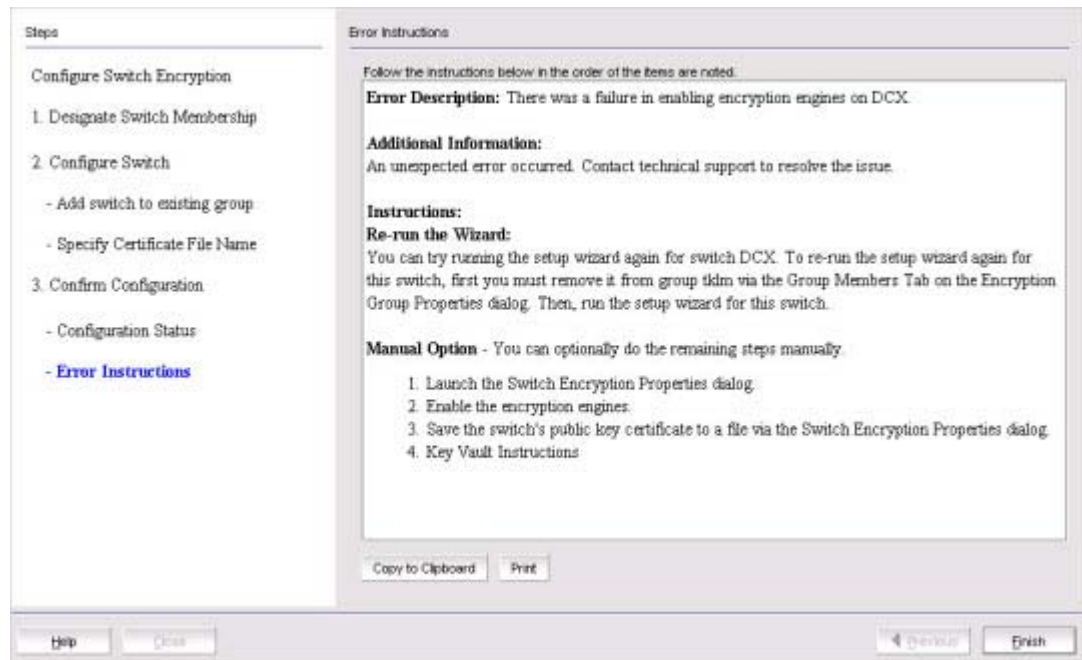 Steps
Configure Switch Encryption
1. Designate Switch Membership
2. Configure Switch
- Add switch to existing group
- Specify Certificate File Name
3. Confirm Configuration
- Configuration Status
- Error Instructions
Error Instructions
Follow the instructions below in the order of the items are noted.
Error Description: There was a failure in enabling encryption engines on DCX.
Additional Information:
An unexpected error occurred. Contact technical support to resolve the issue.
Instructions:
Re-run the Wizard:
You can try running the setup wizard again for switch DCX. To re-run the setup wizard again for
this switch, first you must remove it from group tklm via the Group Members Tab on the Encryption
Group Properties dialog. Then, run the setup wizard for this switch.
Manual Option - You can optionally do the remaining steps manually.
1. Launch the Switch Encryption Properties dialog.
2. Enable the encryption engines.
3. Save the switch's public key certificate to a file via the Switch Encryption Properties dialog.
4. Key Vault Instructions
Copy to Clipboard Print
Help Close Previous Finish